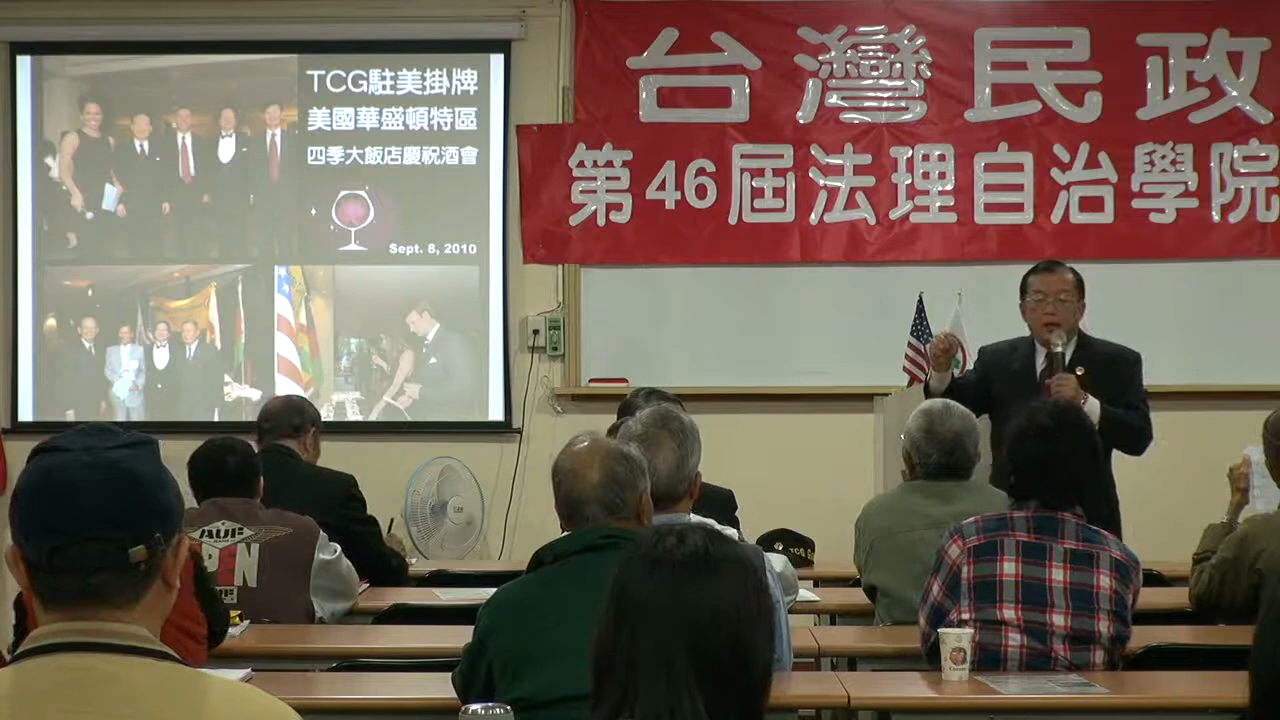 TCG駐美掛牌
美國華盛頓特區
四季大飯店慶祝酒會
Sept. 8, 2010
台灣民政
第46屆法理自治學院
TCG